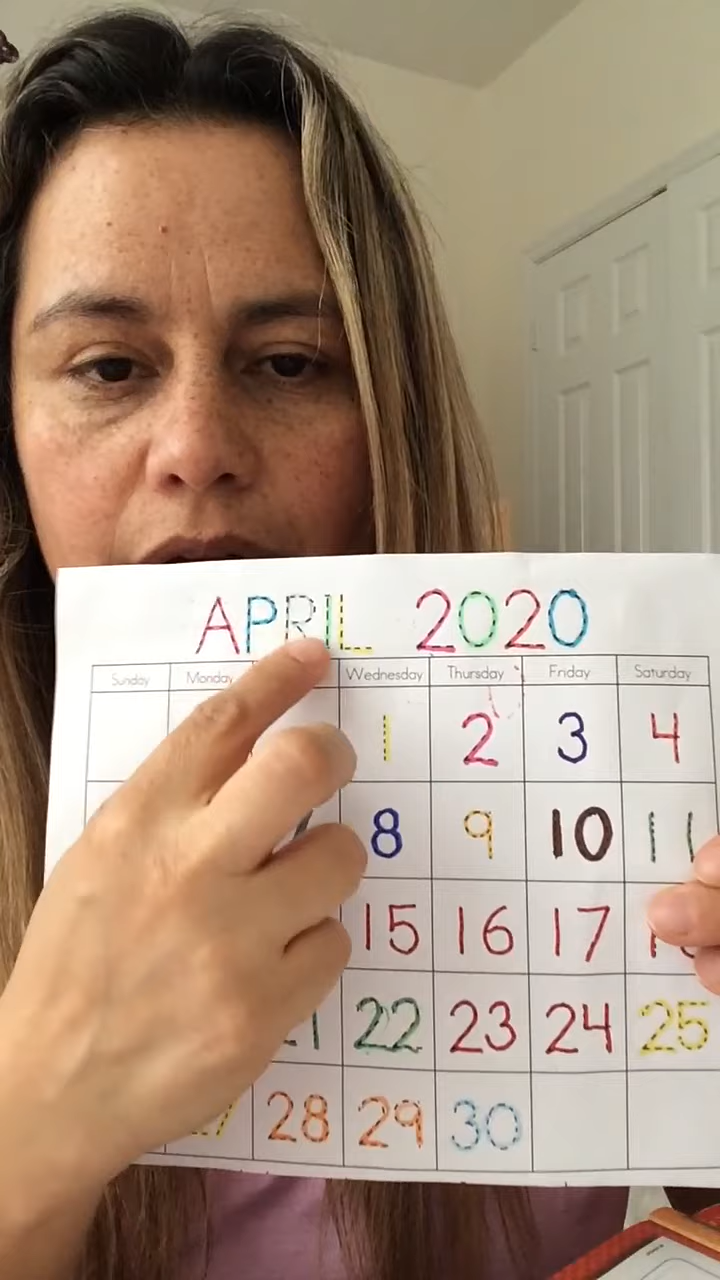 APRIL 2020
Sunday Monday Wednesday Thursday Friday Saturday
1 2 3 4
8 9 10 11
15 16 17
22 23 24 25
28 29 30